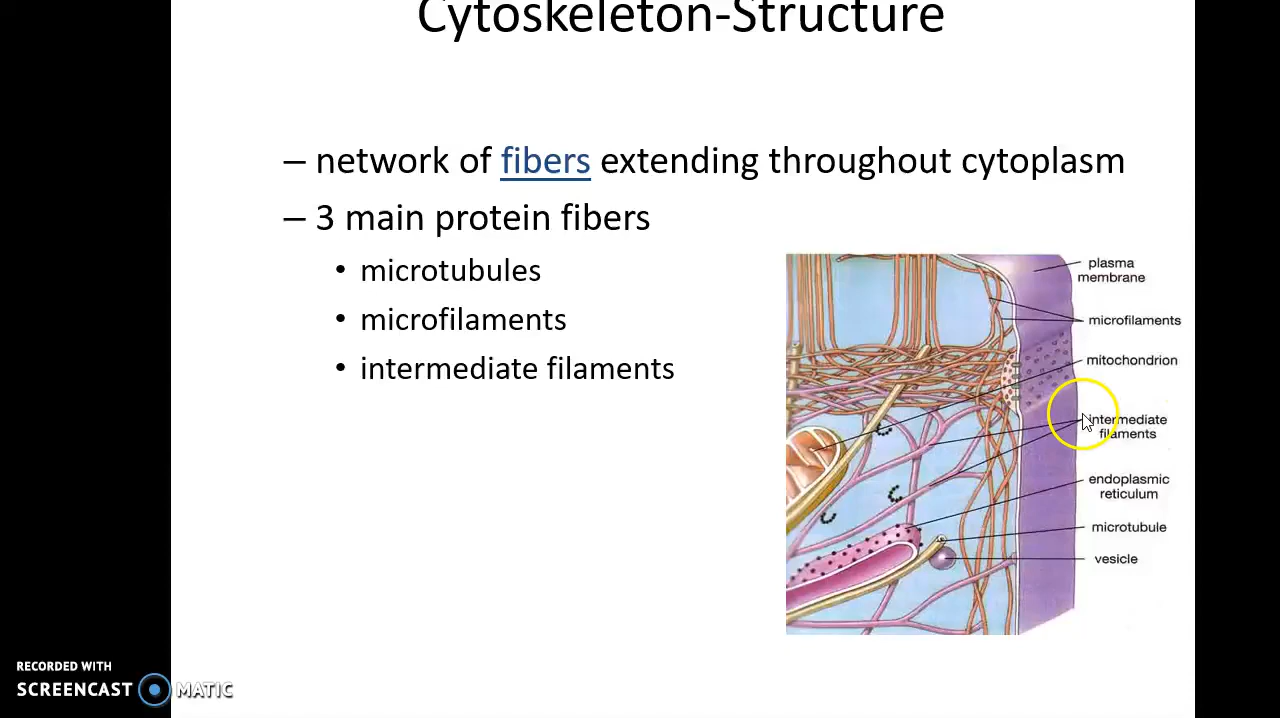 Cytoskeleton-Structure
– network of fibers extending throughout cytoplasm
– 3 main protein fibers
• microtubules
• microfilaments
• intermediate filaments
plasma
membrane
microfilaments
mitochondrion
intermediate
filaments
endoplasmic
reticulum
microtubule
vesicle
RECORDED WITH
SCREENCAST MATIC